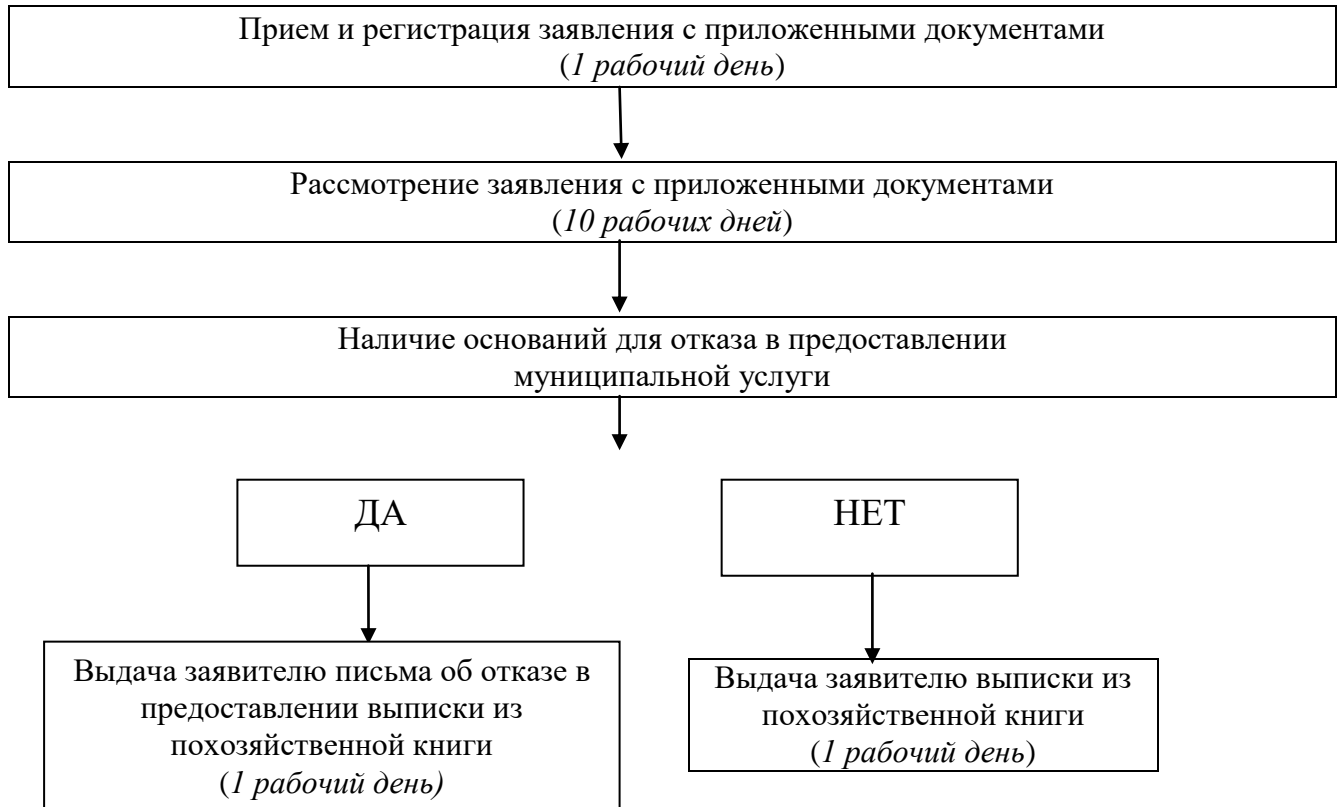 Прием и регистрация заявления с приложенными документами
(1 рабочий день)
Рассмотрение заявления с приложенными документами
(10 рабочих дней)
Наличие оснований для отказа в предоставлении
муниципальной услуги
ДА
НЕТ
Выдача заявителю письма об отказе в
предоставлении выписки из
похозяйственной книги
(1 рабочий день)
Выдача заявителю выписки из
похозяйственной книги
(1 рабочий день)